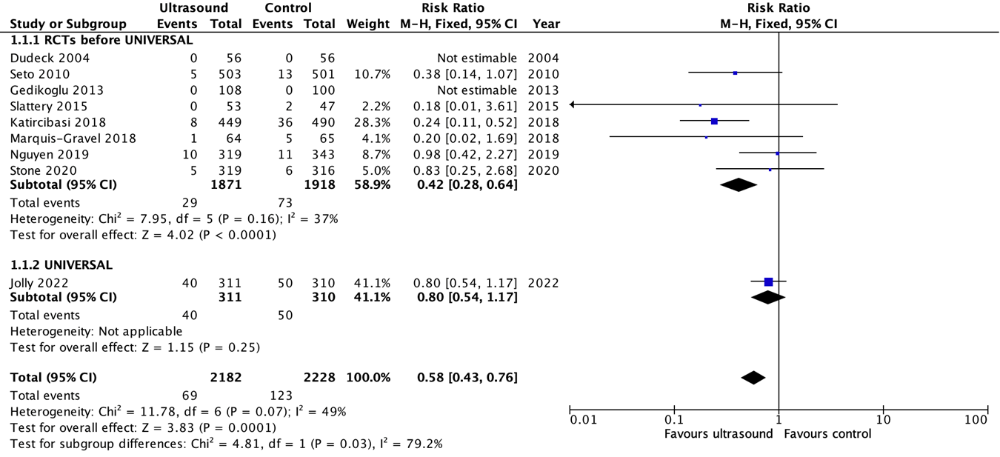 Ultrasound Control Risk Ratio Risk Ratio
Study or Subgroup Events Total Events Total Weight M-H, Fixed, 95% CI Year M-H, Fixed, 95% CI
1.1.1 RCTs before UNIVERSAL
Dudeck 2004 0 56 0 56 Not estimable 2004
Seto 2010 5 503 13 501 10.7% 0.38 [0.14, 1.07] 2010
Gedikoglu 2013 0 108 0 100 Not estimable 2013
Slattery 2015 0 53 2 47 2.2% 0.18 [0.01, 3.61] 2015
Katircibasi 2018 8 449 36 490 28.3% 0.24 [0.11, 0.52] 2018
Marquis-Gravel 2018 1 64 5 65 4.1% 0.20 [0.02, 1.69] 2018
Nguyen 2019 10 319 11 343 8.7% 0.98 [0.42, 2.27] 2019
Stone 2020 5 319 6 316 5.0% 0.83 [0.25, 2.68] 2020
Subtotal (95% CI) 1871 1918 58.9% 0.42 [0.28, 0.64]
Total events 29 73
Heterogeneity: Chi² = 7.95, df = 5 (P = 0.16); I² = 37%
Test for overall effect: Z = 4.02 (P < 0.0001)
1.1.2 UNIVERSAL
Jolly 2022 40 311 50 310 41.1% 0.80 [0.54, 1.17] 2022
Subtotal (95% CI) 311 310 41.1% 0.80 [0.54, 1.17]
Total events 40 50
Heterogeneity: Not applicable
Test for overall effect: Z = 1.15 (P = 0.25)
Total (95% CI) 2182 2228 100.0% 0.58 [0.43, 0.76]
Total events 69 123
Heterogeneity: Chi² = 11.78, df = 6 (P = 0.07); I² = 49%
Test for overall effect: Z = 3.83 (P = 0.0001)
Test for subgroup differences: Chi² = 4.81, df = 1 (P = 0.03), I² = 79.2%
0.01 0.1 1 10 100
Favours ultrasound Favours control